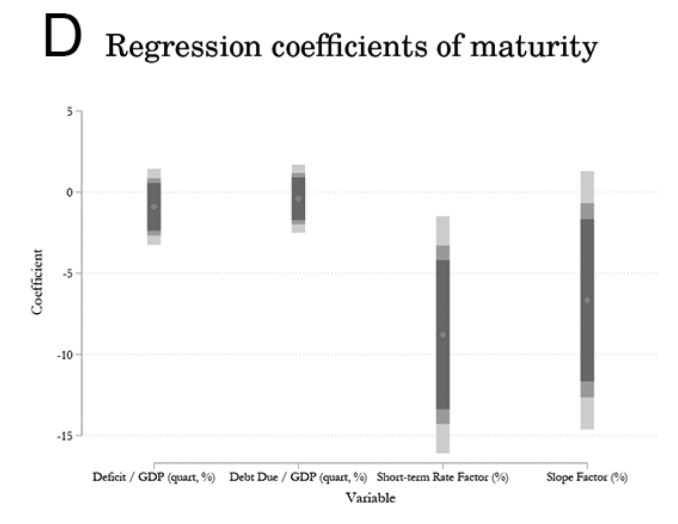 D Regression coefficients of maturity
5
0
-5
-10
-15
Coefficient
Deficit / GDP (quart, %) Debt Due / GDP (quart, %) Short-term Rate Factor (%) Slope Factor (%)
Variable